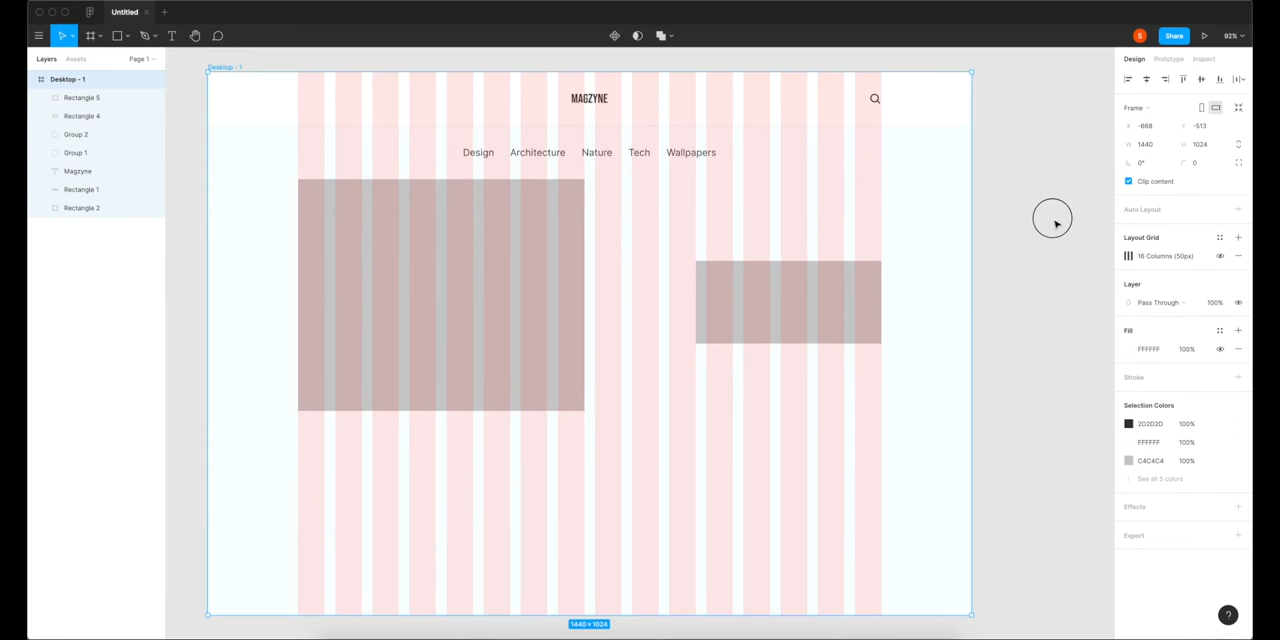 Untitled
Share
92%
Layers
Assets
Page 1
Desktop - 1
Rectangle 5
Rectangle 4
Group 2
Group 1
Magzyne
Rectangle 1
Rectangle 2
Desktop - 1
MAGZYNE
Design Architecture Nature Tech Wallpapers
1440 × 1024
S
Design Prototype Inspect
Frame
X -668 Y -513
W 1440 H 1024
0° 0
Clip content
Auto Layout
Layout Grid
16 Columns (50px)
Layer
Pass Through 100%
Fill
FFFFFF 100%
Stroke
Selection Colors
2D2D2D 100%
FFFFFF 100%
C4C4C4 100%
See all 5 colors
Effects
Export
?